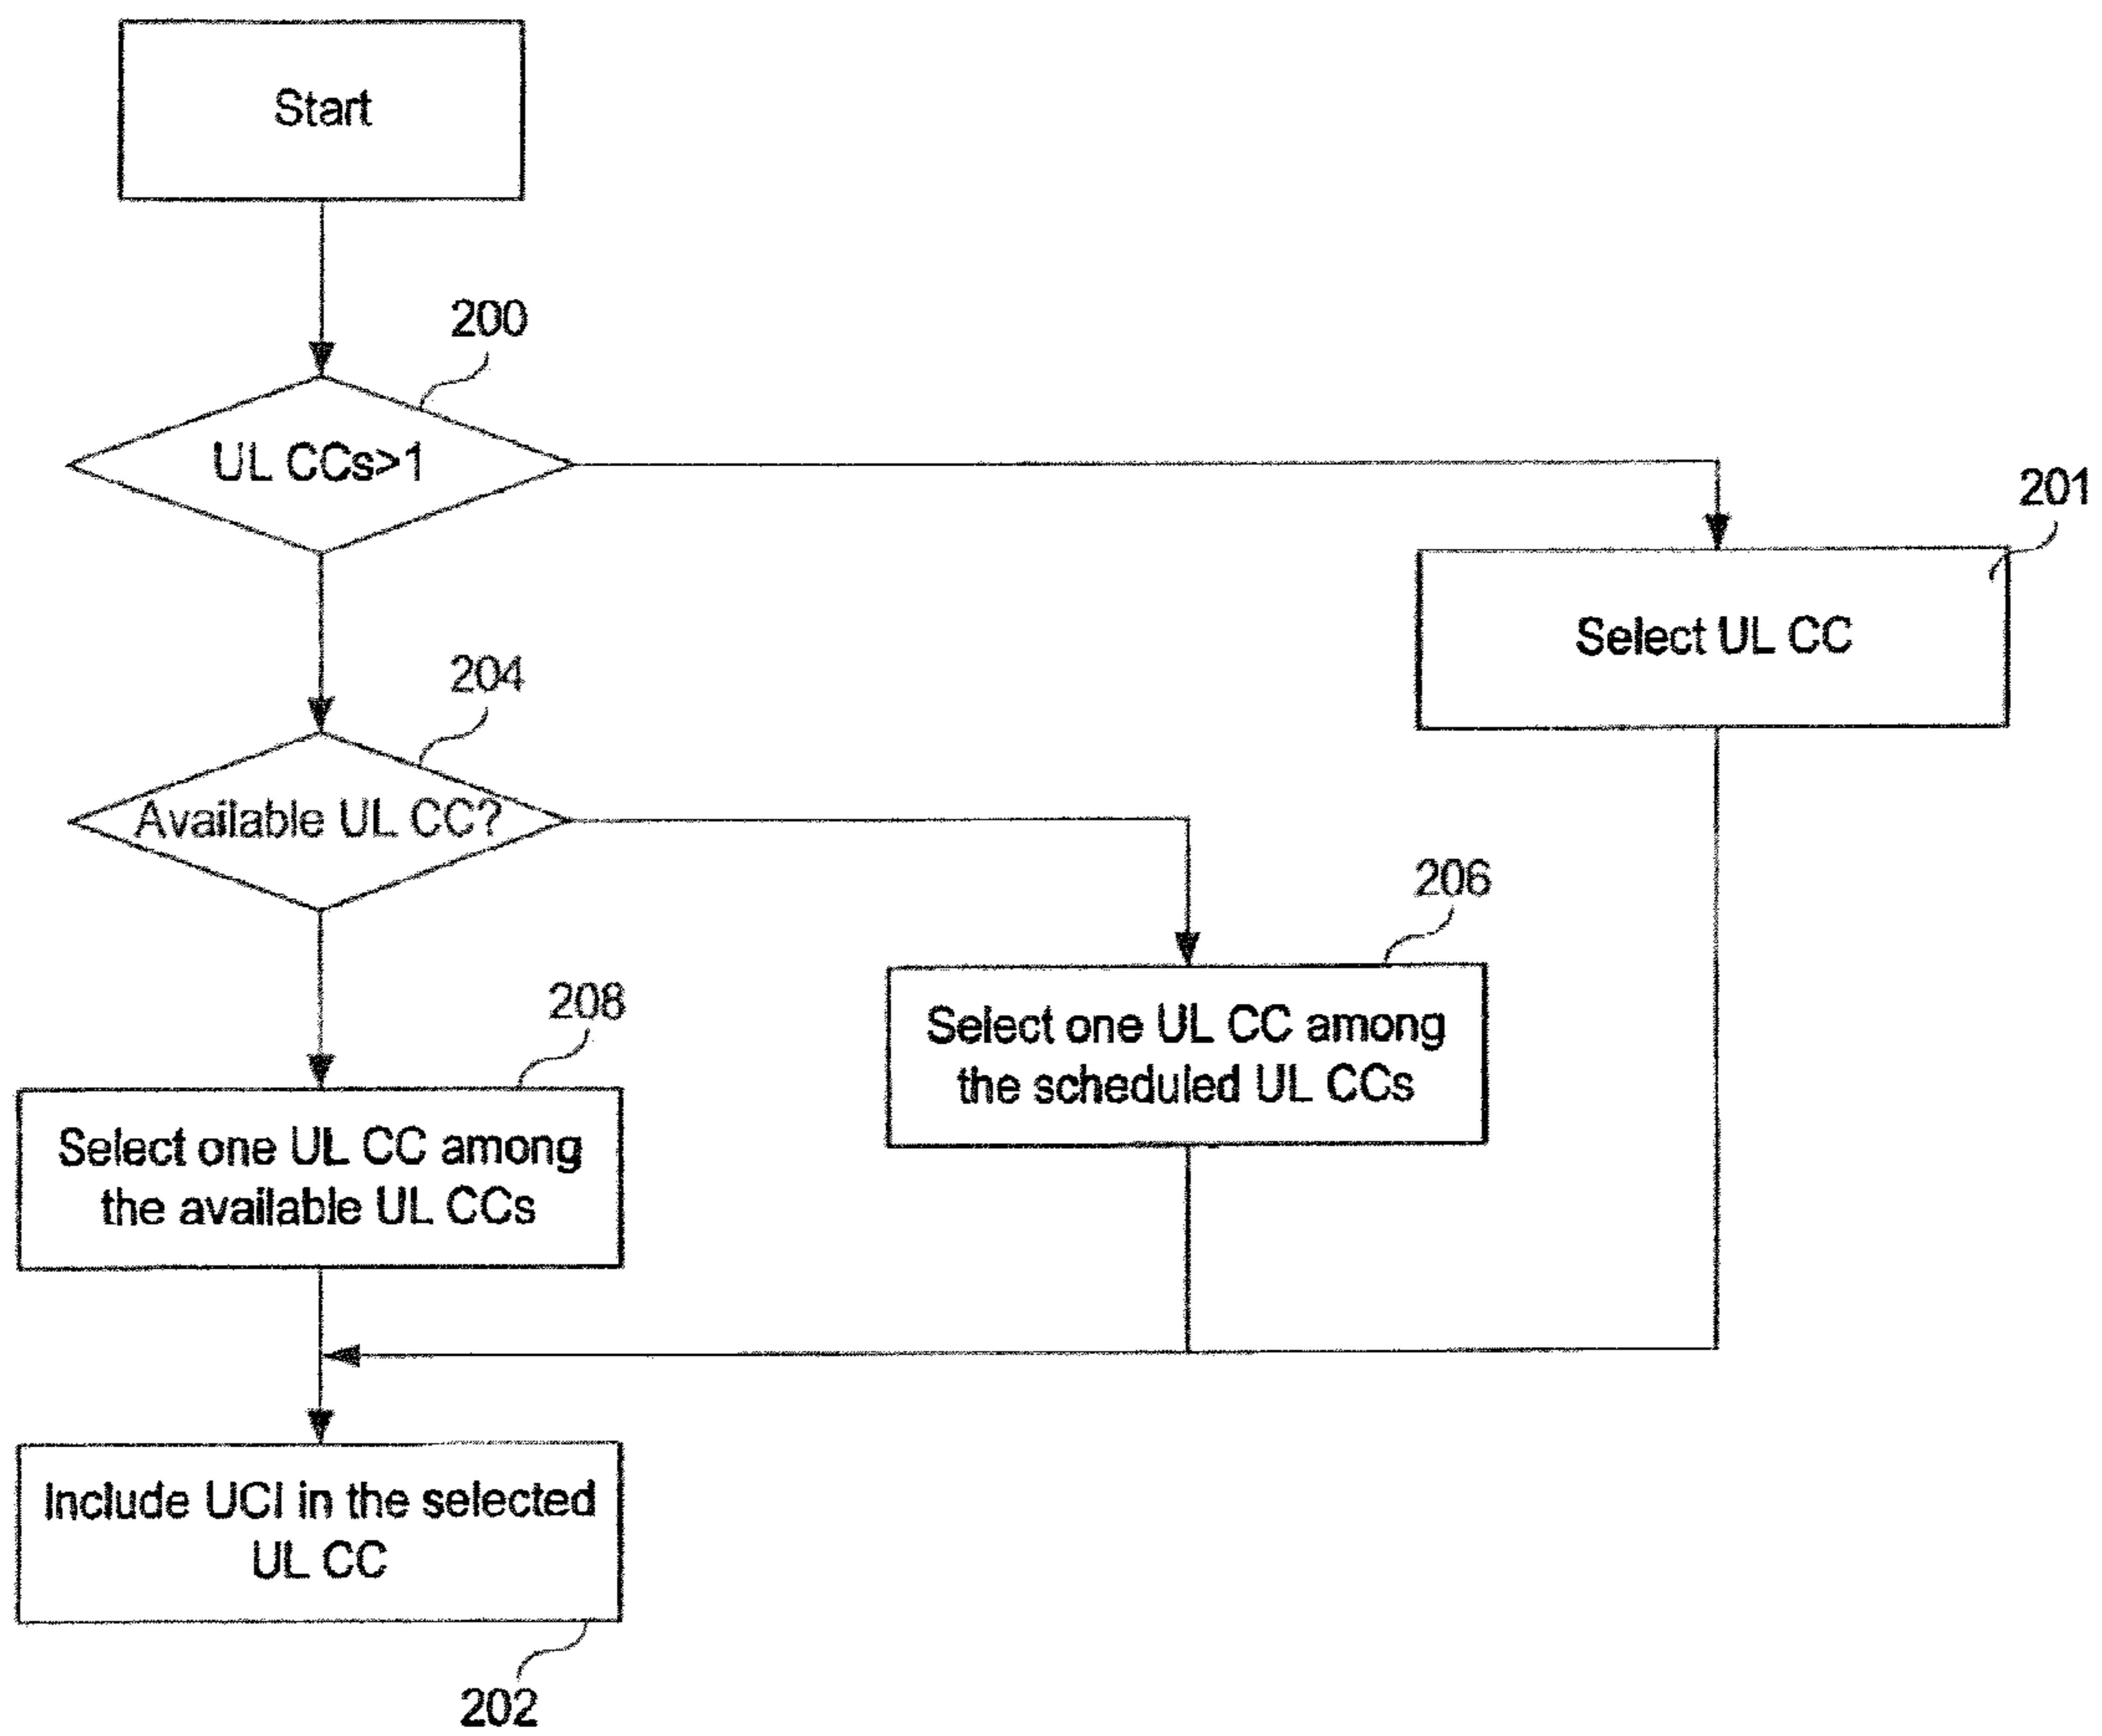 Start
200
UL CCs>1
201
Select UL CC
204
Available UL CC?
206
Select one UL CC among
the scheduled UL CCs
208
Select one UL CC among
the available UL CCs
Include UCI in the selected
UL CC
202